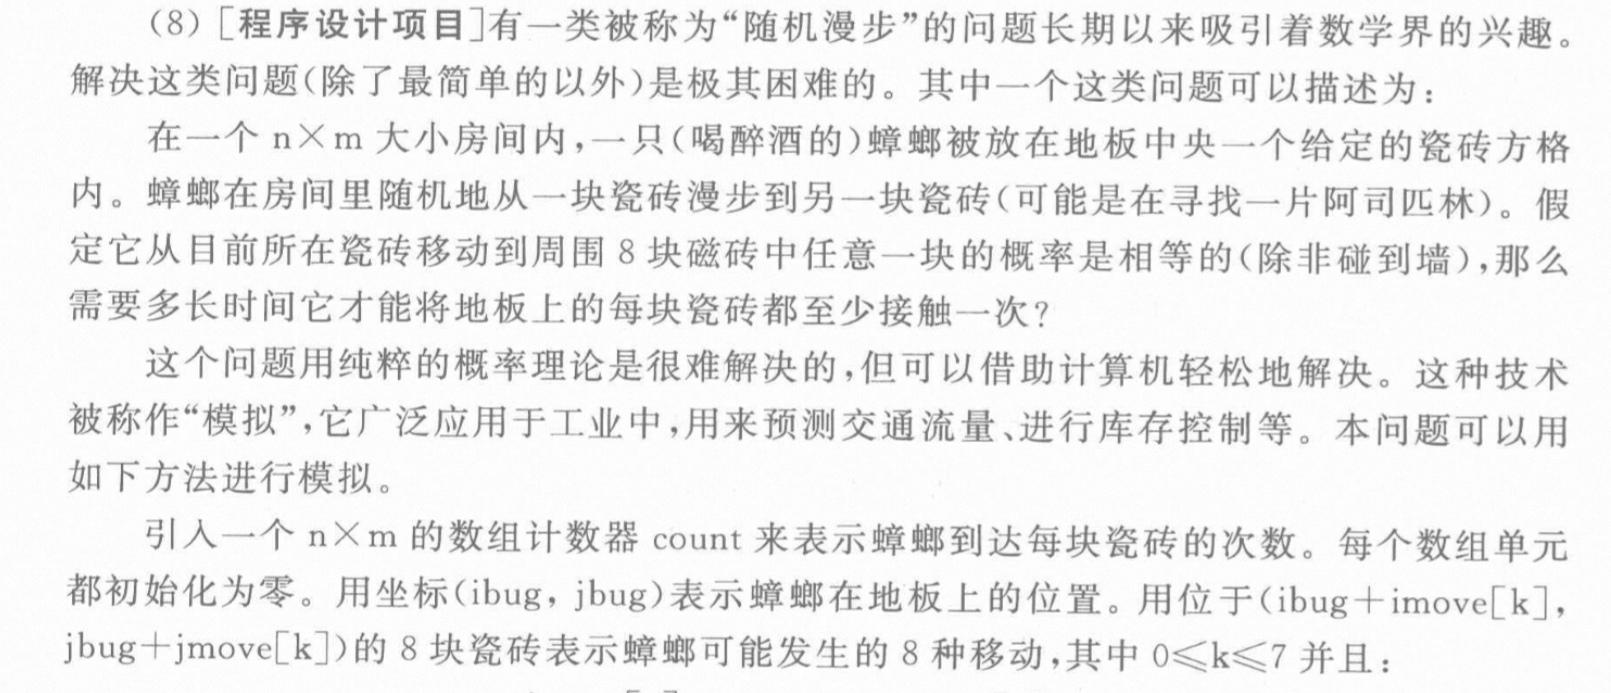 (8) [程序设计项目]有一类被称为“随机漫步”的问题长期以来吸引着数学界的兴趣。
解决这类问题(除了最简单的以外)是极其困难的。其中一个这类问题可以描述为:
在一个 n×m 大小房间内,一只(喝醉酒的)蟑螂被放在地板中央一个给定的瓷砖方格
内。蟑螂在房间里随机地从一块瓷砖漫步到另一块瓷砖(可能是在寻找一片阿司匹林)。假
定它从目前所在瓷砖移动到周围 8 块磁砖中任意一块的概率是相等的(除非碰到墙),那么
需要多长时间它才能将地板上的每块瓷砖都至少接触一次?
这个问题用纯粹的概率理论是很难解决的,但可以借助计算机轻松地解决。这种技术
被称作“模拟”,它广泛应用于工业中,用来预测交通流量、进行库存控制等。本问题可以用
如下方法进行模拟。
引入一个 n×m 的数组计数器 count 来表示蟑螂到达每块瓷砖的次数。每个数组单元
都初始化为零。用坐标(ibug, jbug)表示蟑螂在地板上的位置。用位于(ibug+imove[k],
jbug+jmove[k])的 8 块瓷砖表示蟑螂可能发生的 8 种移动,其中 0≤k≤7 并且: